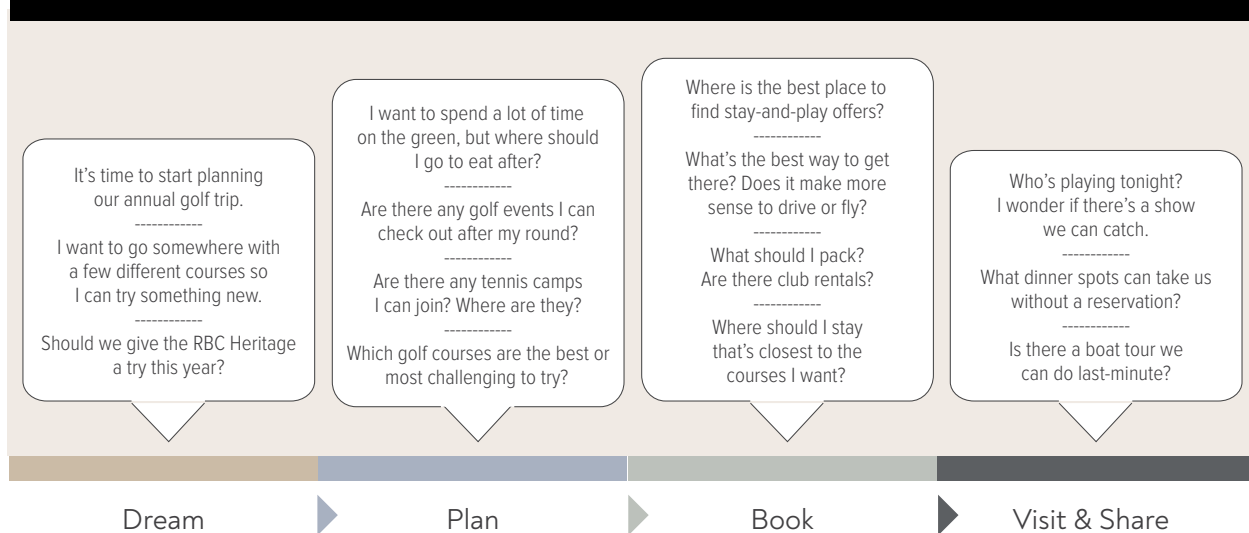 It's time to start planning
our annual golf trip.
------------
I want to go somewhere with
a few different courses so
I can try something new.
------------
Should we give the RBC Heritage
a try this year?
I want to spend a lot of time
on the green, but where should
I go to eat after?
------------
Are there any golf events I can
check out after my round?
------------
Are there any tennis camps
I can join? Where are they?
------------
Which golf courses are the best or
most challenging to try?
Where is the best place to
find stay-and-play offers?
------------
What's the best way to get
there? Does it make more
sense to drive or fly?
------------
What should I pack?
Are there club rentals?
------------
Where should I stay
that's closest to the
courses I want?
Who's playing tonight?
I wonder if there's a show
we can catch.
------------
What dinner spots can take us
without a reservation?
------------
Is there a boat tour we
can do last-minute?
Dream
Plan
Book
Visit & Share